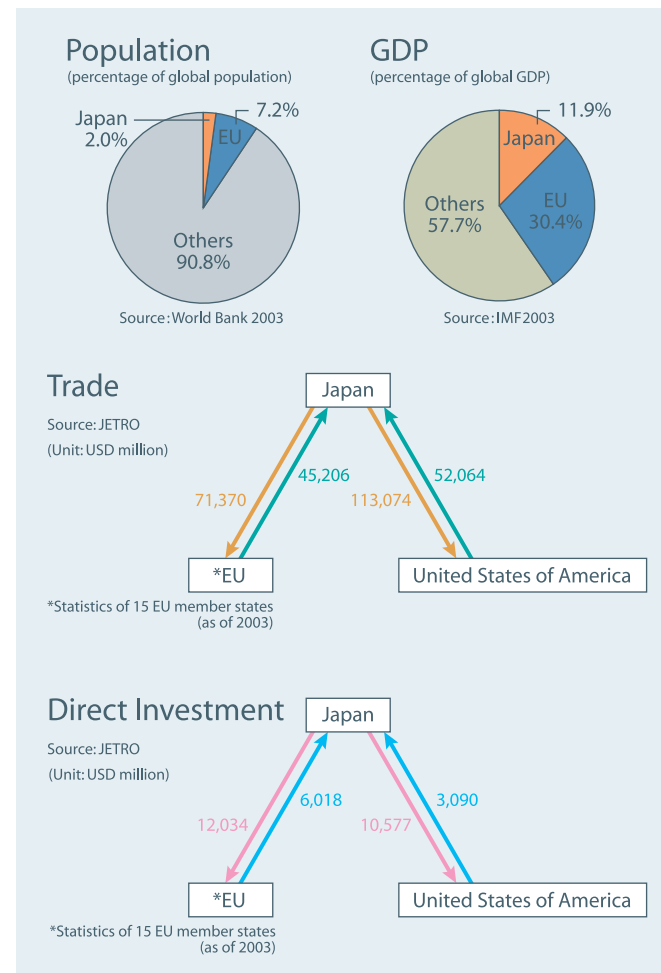 Population
(percentage of global population)
Japan
2.0%
7.2%
EU
Others
90.8%
Source:World Bank 2003
GDP
(percentage of global GDP)
11.9%
Japan
EU
30.4%
Others
57.7%
Source:IMF2003
Trade
Source: JETRO
(Unit: USD million)
Japan
71,370
45,206
113,074
52,064
*EU
United States of America
*Statistics of 15 EU member states
(as of 2003)
Direct Investment
Source: JETRO
(Unit: USD million)
Japan
12,034
6,018
10,577
3,090
*EU
United States of America
*Statistics of 15 EU member states
(as of 2003)